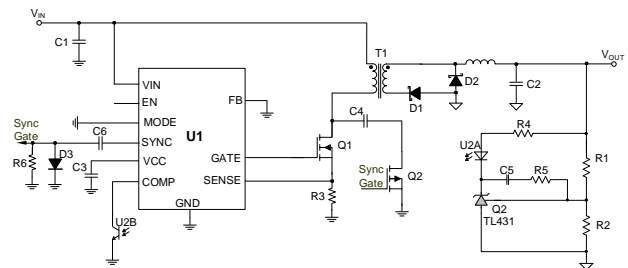 VIN
C1
T1
VOUT
D2
C2
D1
VIN
EN
MODE
SYNC
VCC
COMP
U1
FB
GATE
SENSE
GND
Sync
Gate
C6
R6
D3
C3
U2B
C4
Q1
Sync
Gate
Q2
R3
R4
U2A
C5
R5
R1
Q2
TL431
R2